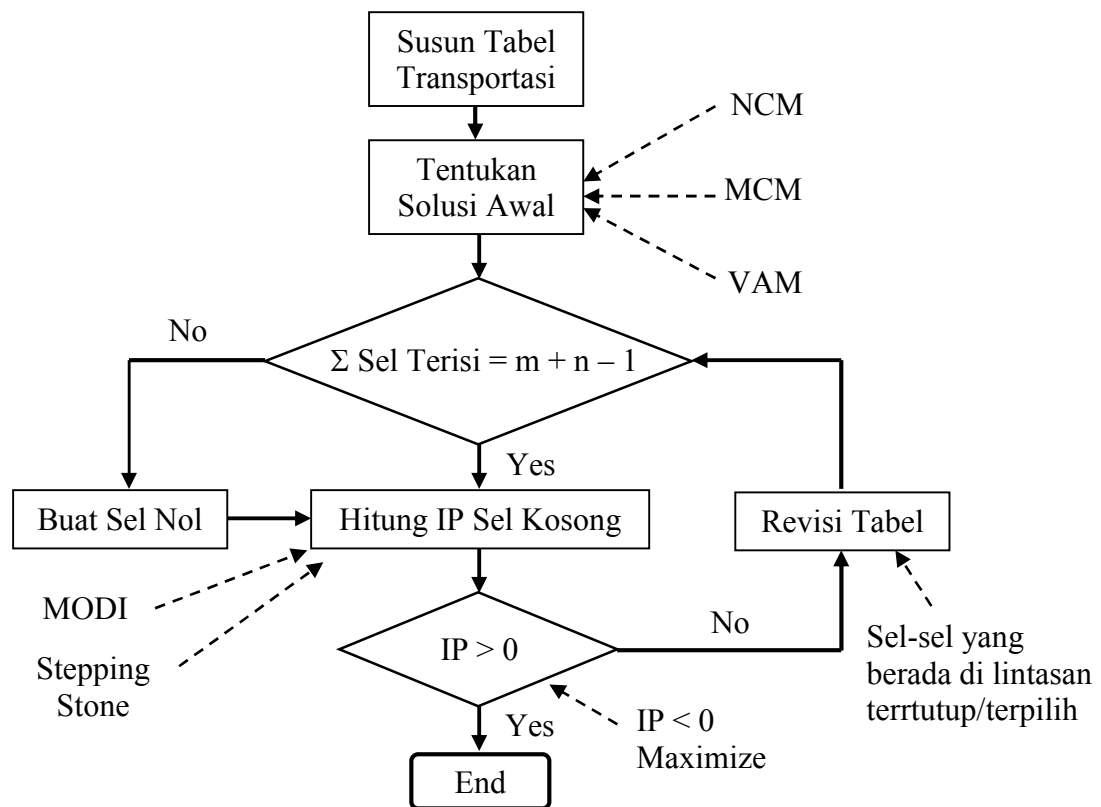 Susun Tabel
Transportasi
NCM
Tentukan
Solusi Awal
MCM
VAM
No
Σ Sel Terisi = m + n – 1
Yes
Buat Sel Nol
Hitung IP Sel Kosong
Revisi Tabel
MODI
Stepping
Stone
IP > 0
No
Sel-sel yang
berada di lintasan
terrtutup/terpilih
Yes
IP < 0
Maximize
End